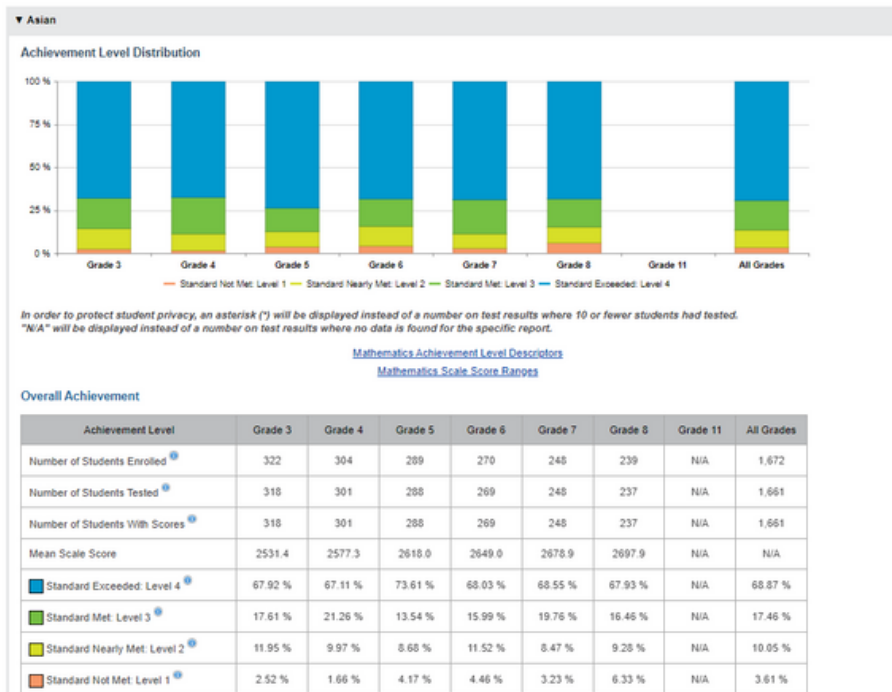 ▼ Asian
Achievement Level Distribution
100 %
75 %
50 %
25 %
0 %
Grade 3 Grade 4 Grade 5 Grade 6 Grade 7 Grade 8 Grade 11 All Grades
Standard Not Met: Level 1 Standard Nearly Met: Level 2 Standard Met: Level 3 Standard Exceeded: Level 4
In order to protect student privacy, an asterisk (*) will be displayed instead of a number on test results where 10 or fewer students had tested.
"N/A" will be displayed instead of a number on test results where no data is found for the specific report.
Mathematics Achievement Level Descriptors
Mathematics Scale Score Ranges
Overall Achievement
Achievement Level Grade 3 Grade 4 Grade 5 Grade 6 Grade 7 Grade 8 Grade 11 All Grades
Number of Students Enrolled 322 304 289 270 248 239 N/A 1,672
Number of Students Tested 318 301 288 269 248 237 N/A 1,661
Number of Students With Scores 318 301 288 269 248 237 N/A 1,661
Mean Scale Score 2531.4 2577.3 2618.0 2649.0 2678.9 2697.9 N/A N/A
Standard Exceeded: Level 4 67.92 % 67.11 % 73.61 % 68.03 % 68.55 % 67.93 % N/A 68.87 %
Standard Met: Level 3 17.61 % 21.26 % 13.54 % 15.99 % 19.76 % 16.46 % N/A 17.46 %
Standard Nearly Met: Level 2 11.95 % 9.97 % 8.68 % 11.52 % 8.47 % 9.28 % N/A 10.05 %
Standard Not Met: Level 1 2.52 % 1.66 % 4.17 % 4.46 % 3.23 % 6.33 % N/A 3.61 %